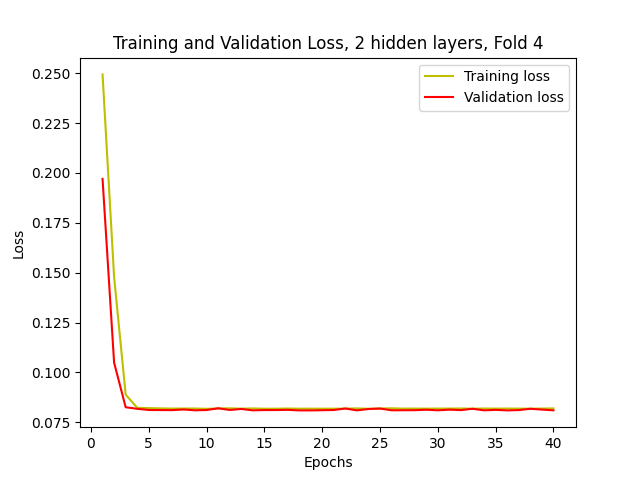 Training and Validation Loss, 2 hidden layers, Fold 4
Training loss
Validation loss
0.250
0.225
0.200
0.175
0.150
0.125
0.100
0.075
Loss
0 5 10 15 20 25 30 35 40
Epochs